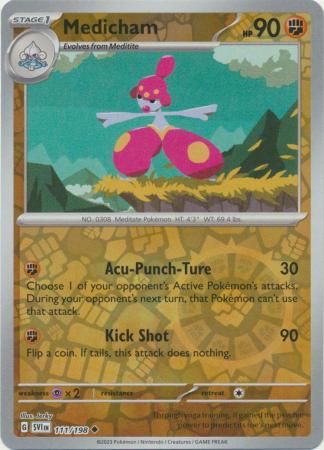 STAGE 1
Medicham
HP 90
Evolves from Meditite
NO. 0308 Meditate Pokémon HT: 4'3" WT: 69.4 lbs.
Acu-Punch-Ture 30
Choose 1 of your opponent's Active Pokémon's attacks.
During your opponent's next turn, that Pokémon can't use
that attack.
Kick Shot 90
Flip a coin. If tails, this attack does nothing.
weakness ×2 resistance retreat
Illus. Jerky
G SVI EN 111/198
©2023 Pokémon / Nintendo / Creatures / GAME FREAK
Through yoga training, it gained the psychic
power to predict its foe's next move.